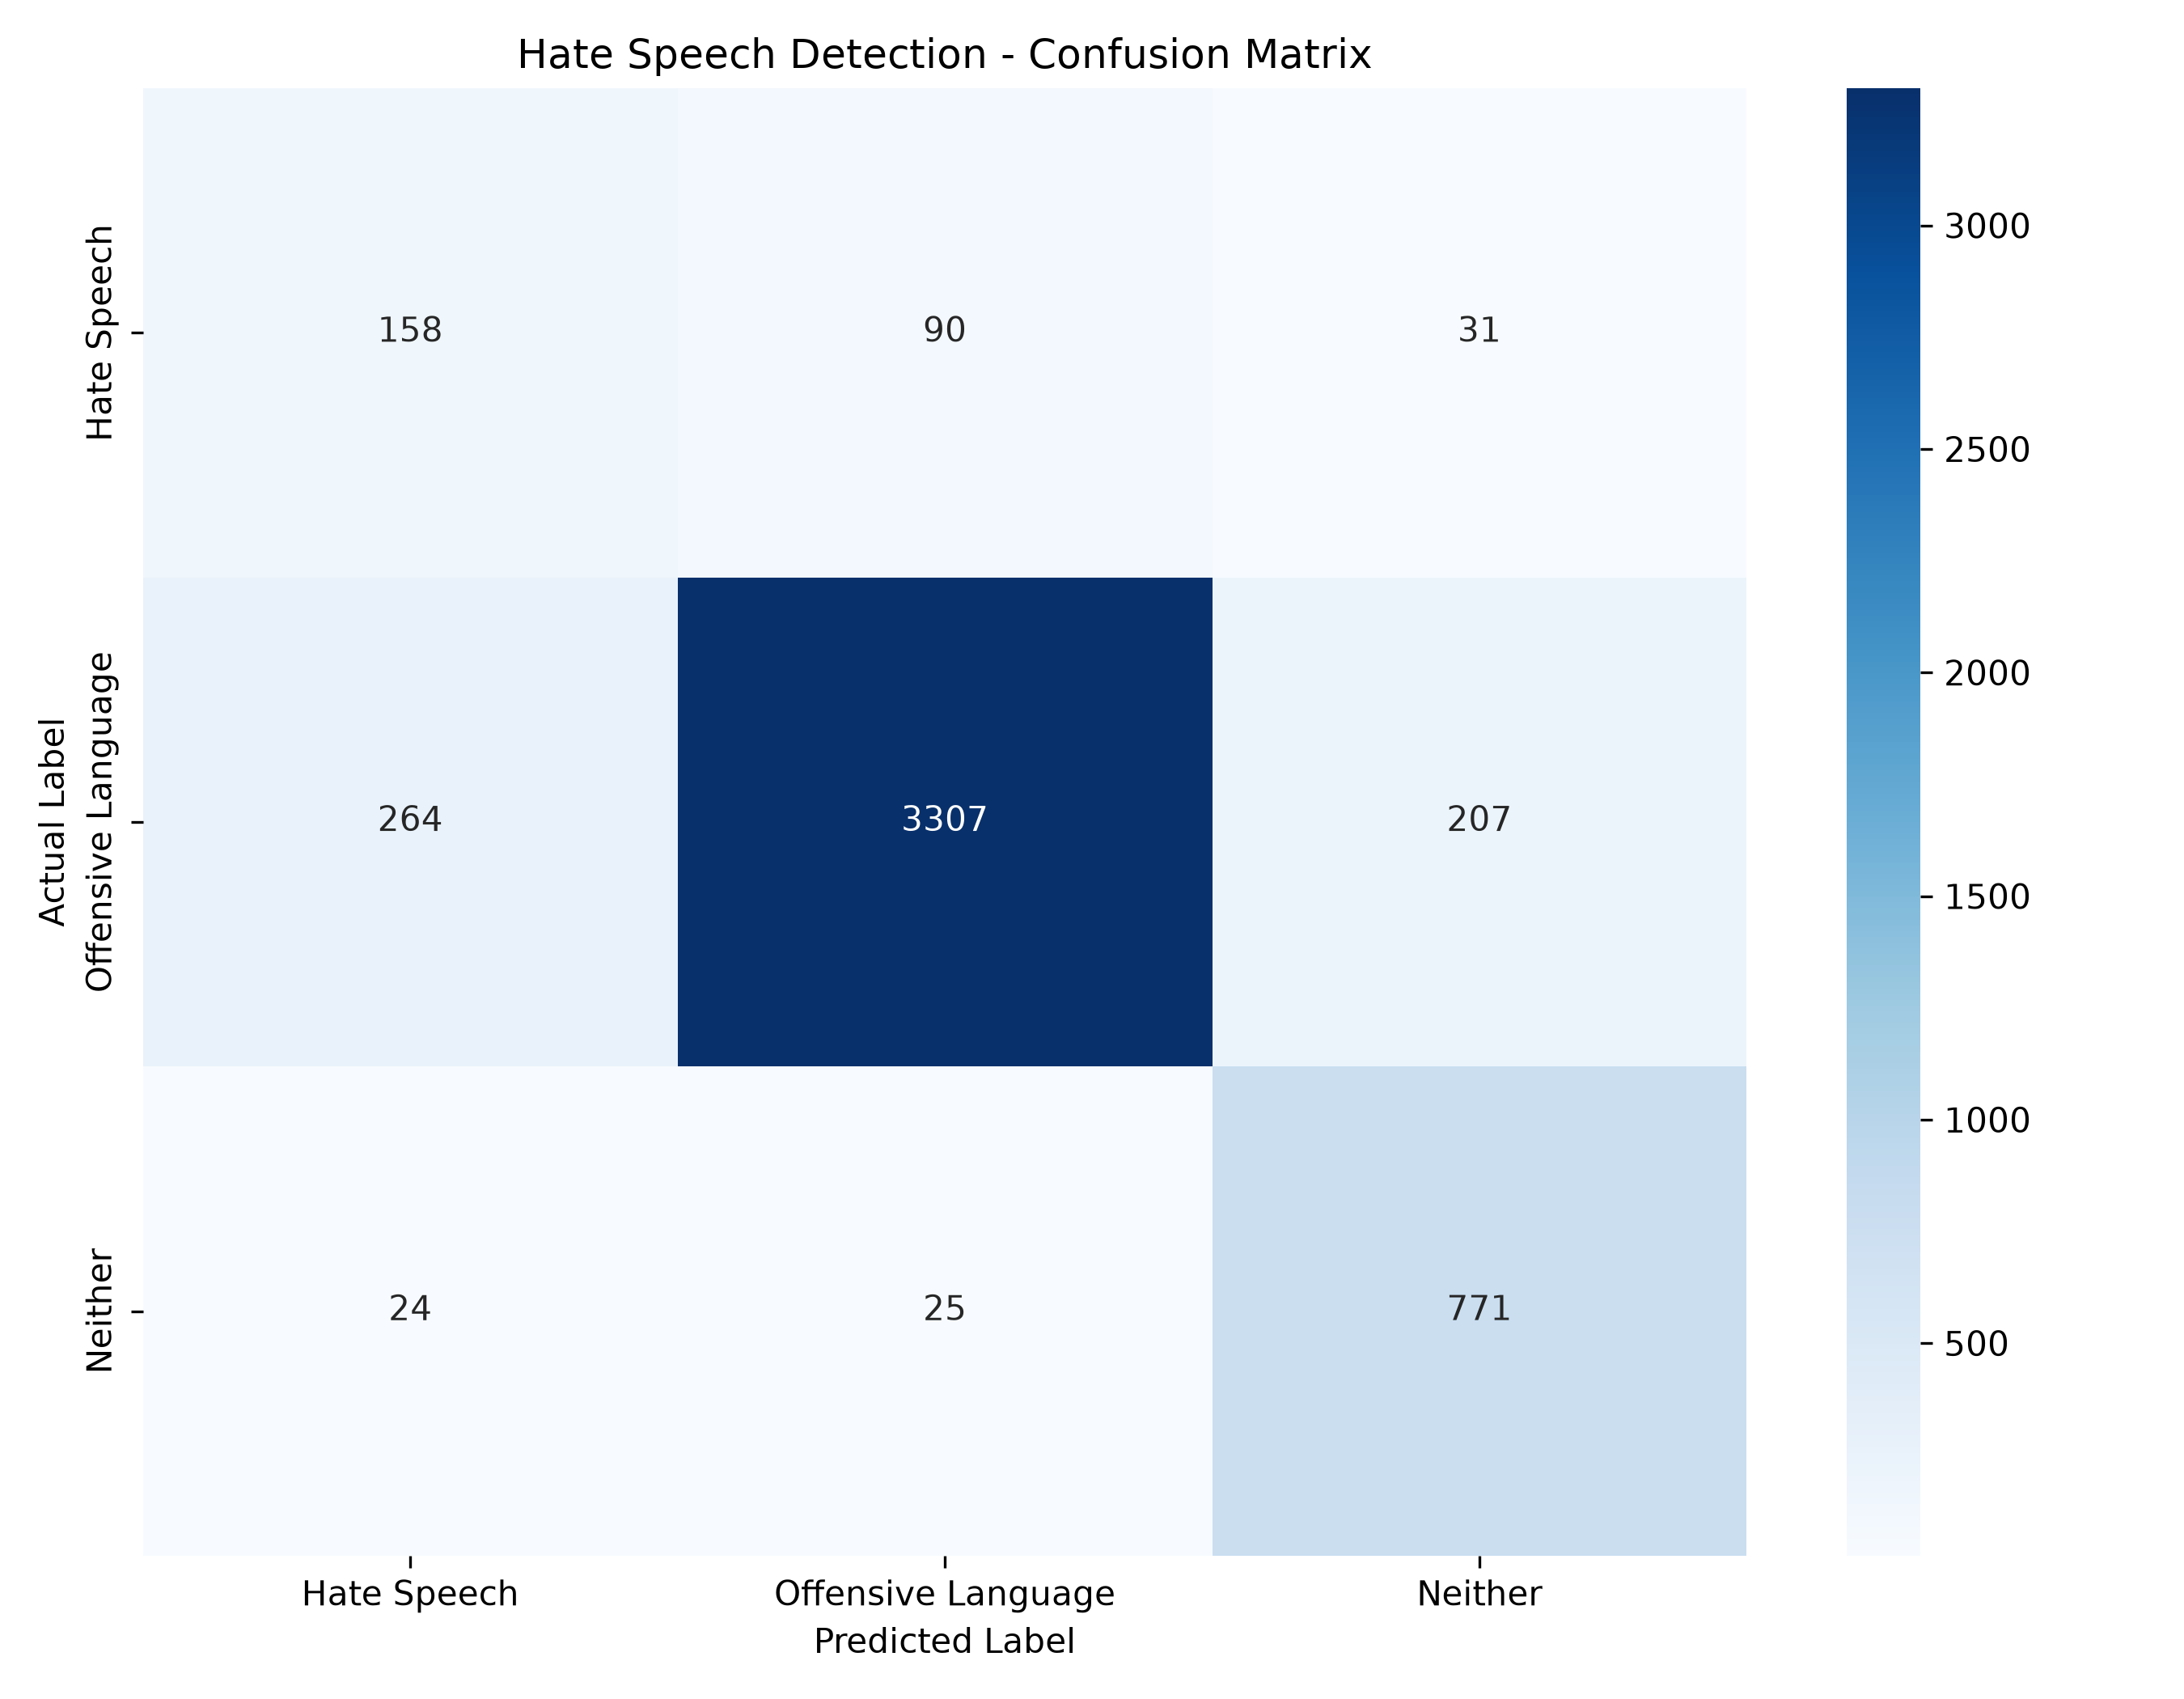 Hate Speech Detection - Confusion Matrix
Actual Label
Hate Speech
Offensive Language
Neither
158 90 31
264 3307 207
24 25 771
Hate Speech Offensive Language Neither
Predicted Label
3000
2500
2000
1500
1000
500